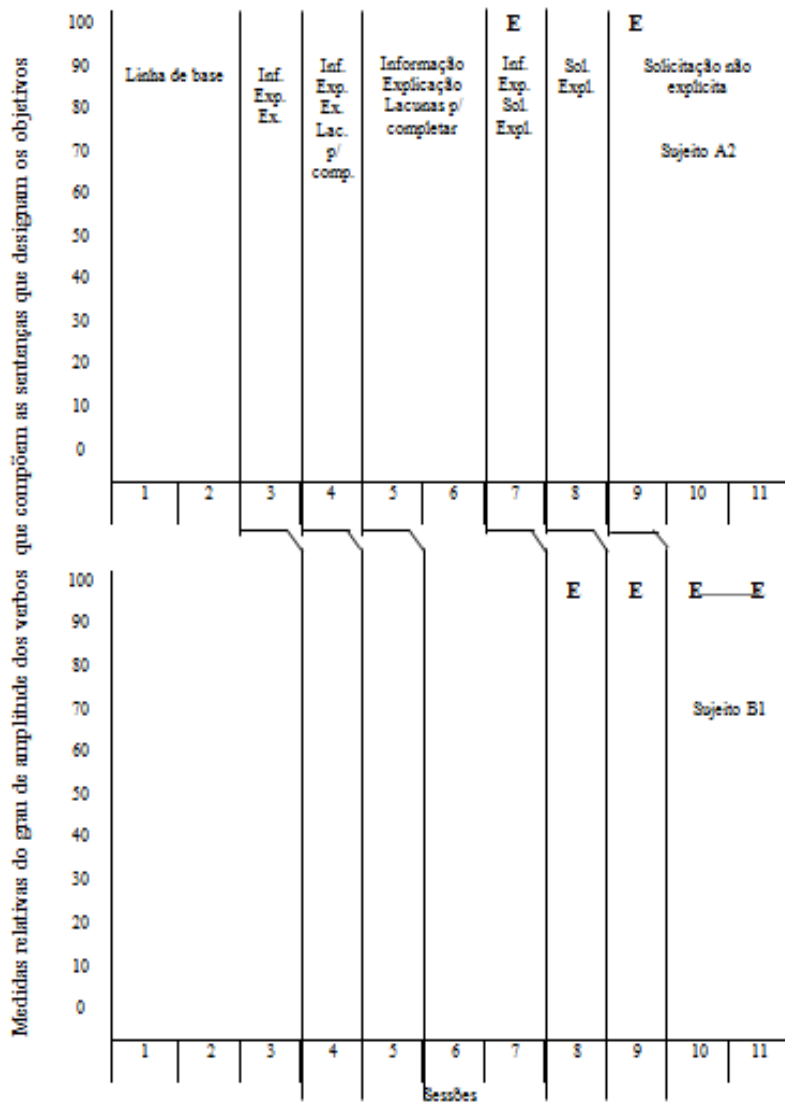 Medidas relativas do grau de amplitude dos verbos que compõem as sentenças que designam os objetivos
100
90
80
70
60
50
40
30
20
10
0
Linha de base
Inf.
Exp.
Ex.
Inf.
Exp.
Ex.
Lac.
p/
comp.
Informação
Explicação
Lacunas p/
completar
E
Inf.
Exp.
Sol.
Expl.
Sol.
Expl.
E
Solicitação não
explícita
Sujeito A2
1 2 3 4 5 6 7 8 9 10 11
100
90
80
70
60
50
40
30
20
10
0
E E E E
Sujeito B1
1 2 3 4 5 6 7 8 9 10 11
Sessões